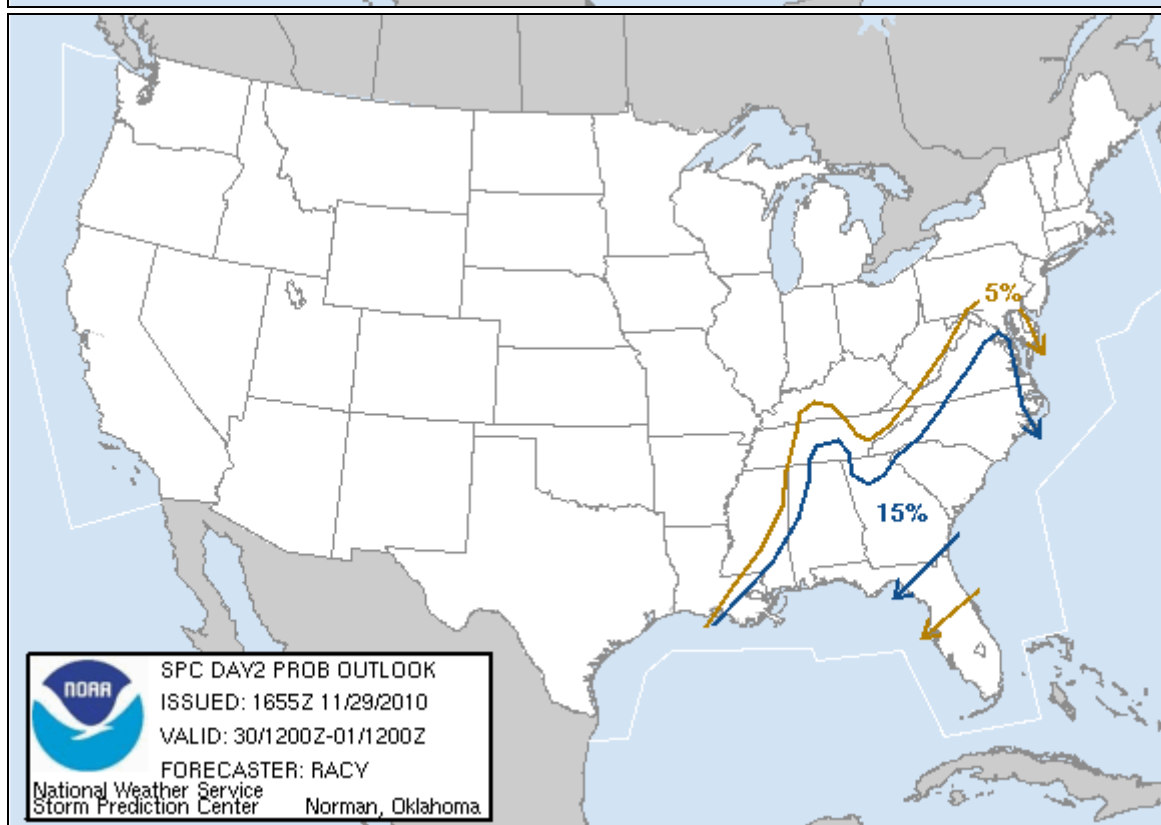 5%
15%
NOAA
SPC DAY2 PROB OUTLOOK
ISSUED: 1655Z 11/29/2010
VALID: 30/1200Z-01/1200Z
FORECASTER: RACY
National Weather Service
Storm Prediction Center Norman, Oklahoma